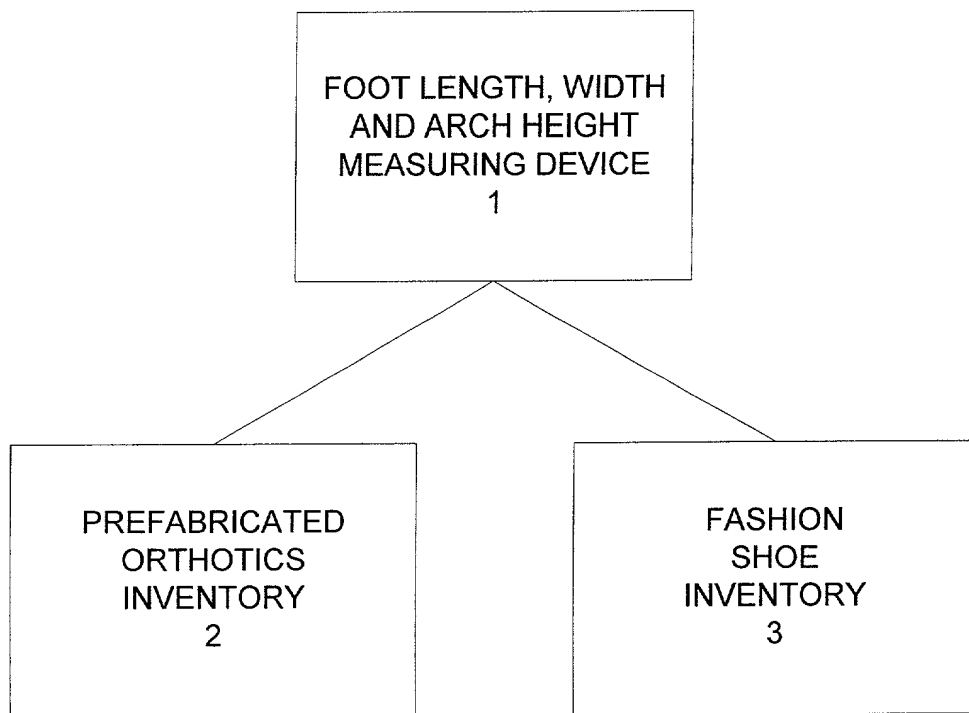 FOOT LENGTH, WIDTH
AND ARCH HEIGHT
MEASURING DEVICE
1
PREFABRICATED
ORTHOTICS
INVENTORY
2
FASHION
SHOE
INVENTORY
3